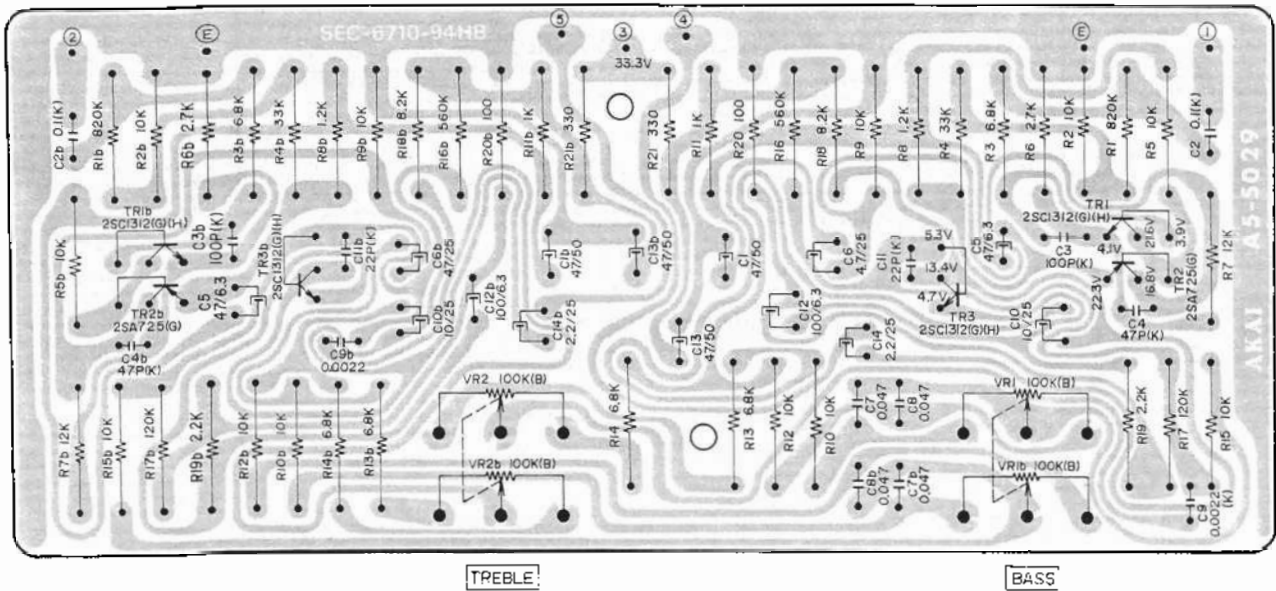 ② Ⓔ SEC-6710-94HB ⑤ ③ ④ Ⓔ ①
33.3V
C2b 0.1(K)
R1b 820K
R2b 10K
R6b 2.7K
R3b 6.8K
R4b 33K
R8b 1.2K
R9b 10K
R18b 8.2K
R16b 560K
R20b 100
R11b 1K
R21b 330
R21 330
R11 1K
R20 100
R16 560K
R18 8.2K
R9 10K
R8 1.2K
R4 33K
R3 6.8K
R6 2.7K
R2 10K
R1 820K
R5 10K
C2 0.1(K)
R5b 10K
TR1b
2SC1312(G)(H)
C3b
100P(K)
TR2b
2SA725(G)
C5
47/6.3
TR3b
2SC1312(G)(H)
C11b
22P(K)
C6b
47/25
C10b
10/25
C12b
100/6.3
C14b
2.2/25
C1b
47/50
C13b
47/50
C1
47/50
C13
47/50
C12
100/6.3
C6
4.7/25
C14
2.2/25
C11
22P(K)
5.3V
13.4V
4.7V
TR3
2SC1312(G)(H)
C5
47/6.3
C10
10/25
C3
100P(K)
TR1
2SC1312(G)(H)
21.6V
3.9V
4.1V
22.3V
16.8V
TR2
2SA725(G)
C4
47P(K)
R7 12K
AKAI A5-5029
C4b
47P(K)
C9b
0.0022
R7b 12K
R15b 10K
R17b 120K
R19b 2.2K
R12b 10K
R10b 10K
R14b 6.8K
R13b 6.8K
VR2 100K(B)
VR2b 100K(B)
R14 6.8K
R13 6.8K
R12 10K
R10 10K
C7
0.047
C8
0.047
C8b
0.047
C7b
0.047
VR1 100K(B)
VR1b 100K(B)
R19 2.2K
R17 120K
R15 10K
C9
0.0022
(K)
TREBLE BASS